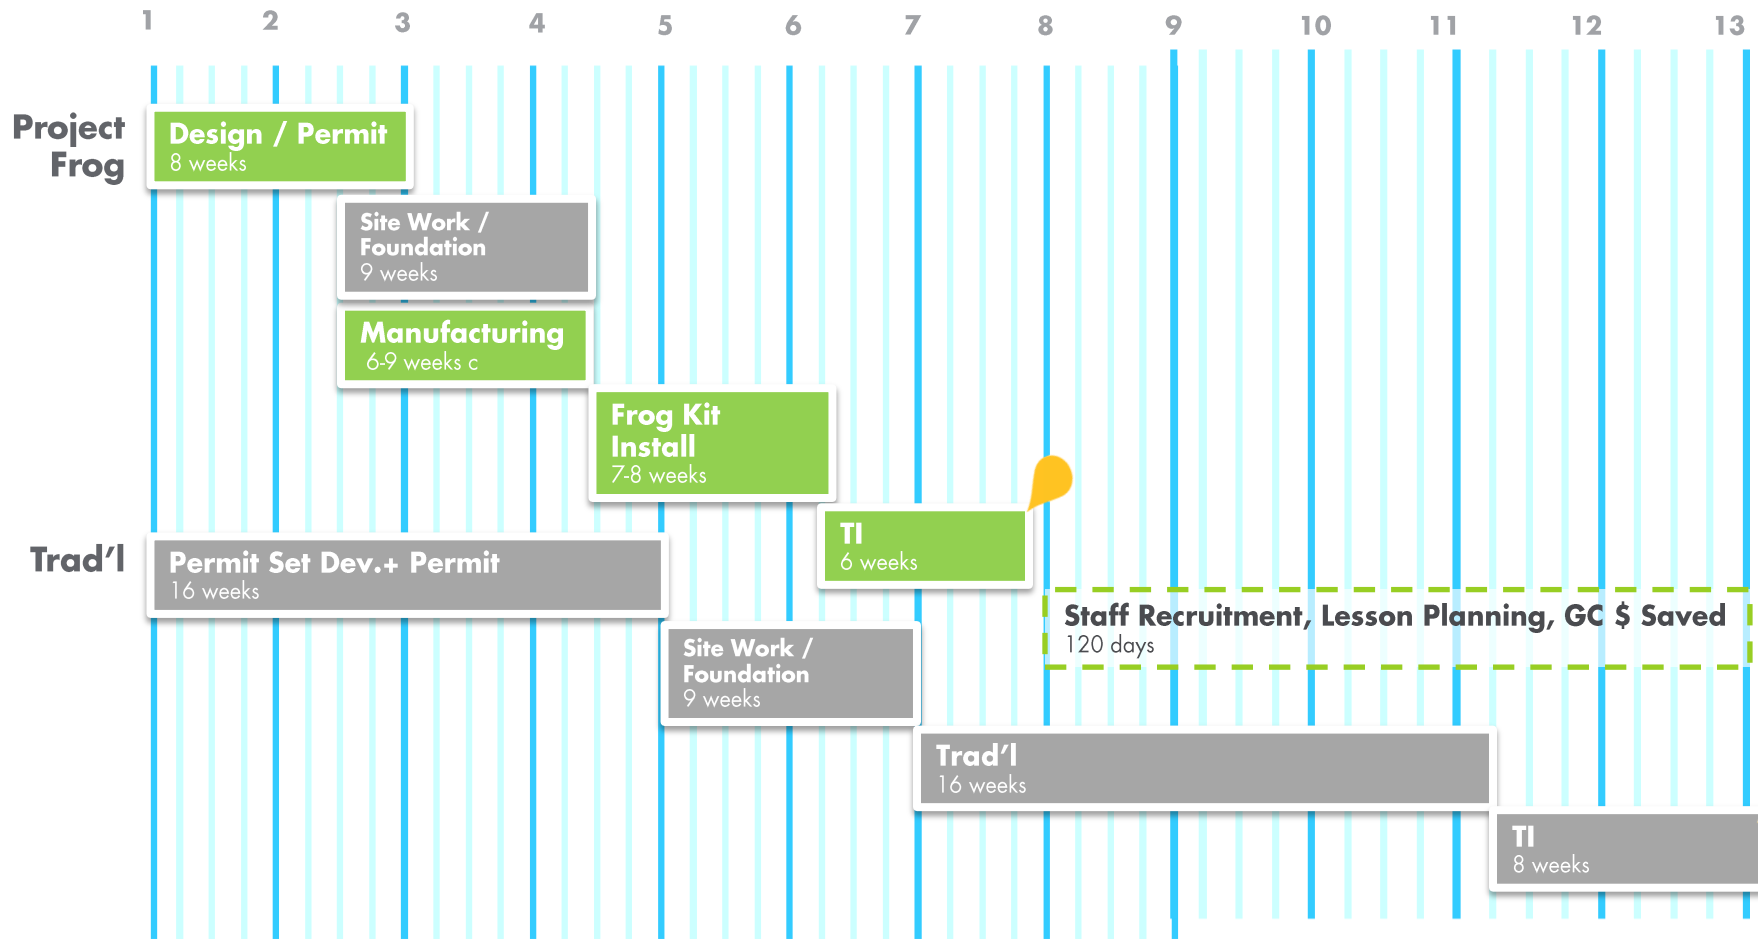 1 2 3 4 5 6 7 8 9 10 11 12 13
Project
Frog
Design / Permit
8 weeks
Site Work /
Foundation
9 weeks
Manufacturing
6-9 weeks c
Frog Kit
Install
7-8 weeks
TI
6 weeks
Trad’l
Permit Set Dev.+ Permit
16 weeks
Staff Recruitment, Lesson Planning, GC $ Saved
120 days
Site Work /
Foundation
9 weeks
Trad’l
16 weeks
TI
8 weeks